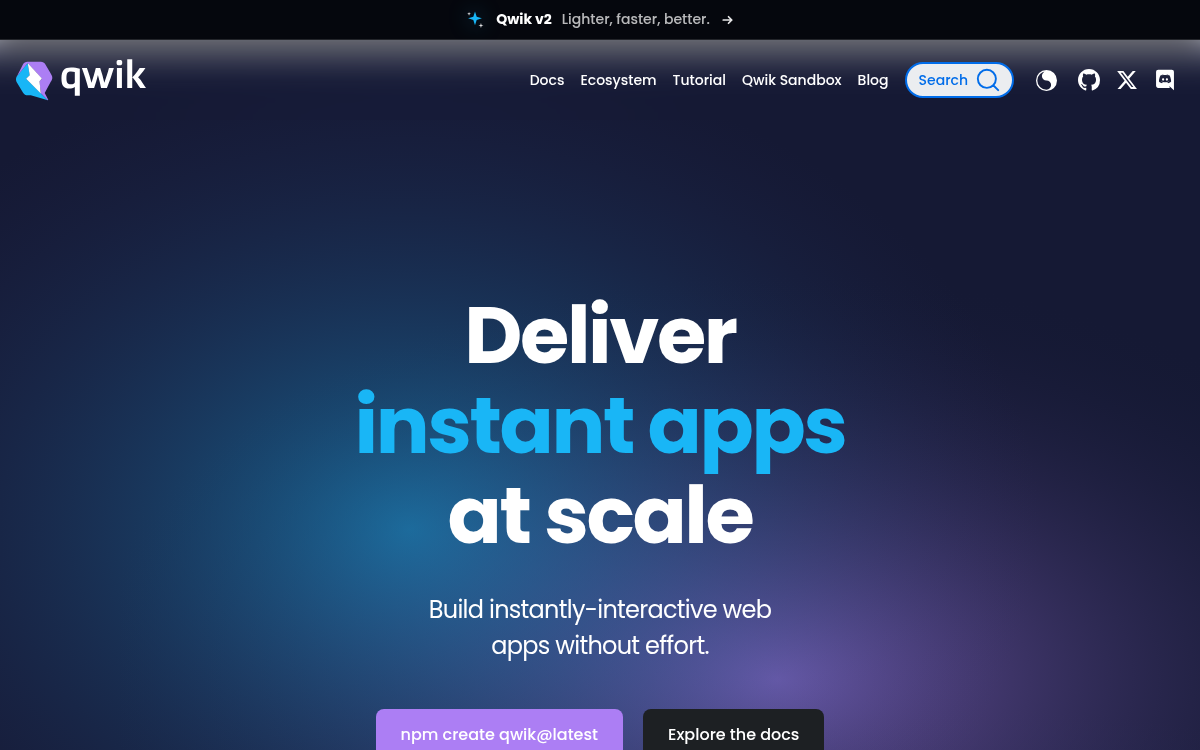 Qwik v2 Lighter, faster, better. →
qwik
Docs Ecosystem Tutorial Qwik Sandbox Blog Search
Deliver
instant apps
at scale
Build instantly-interactive web
apps without effort.
npm create qwik@latest Explore the docs